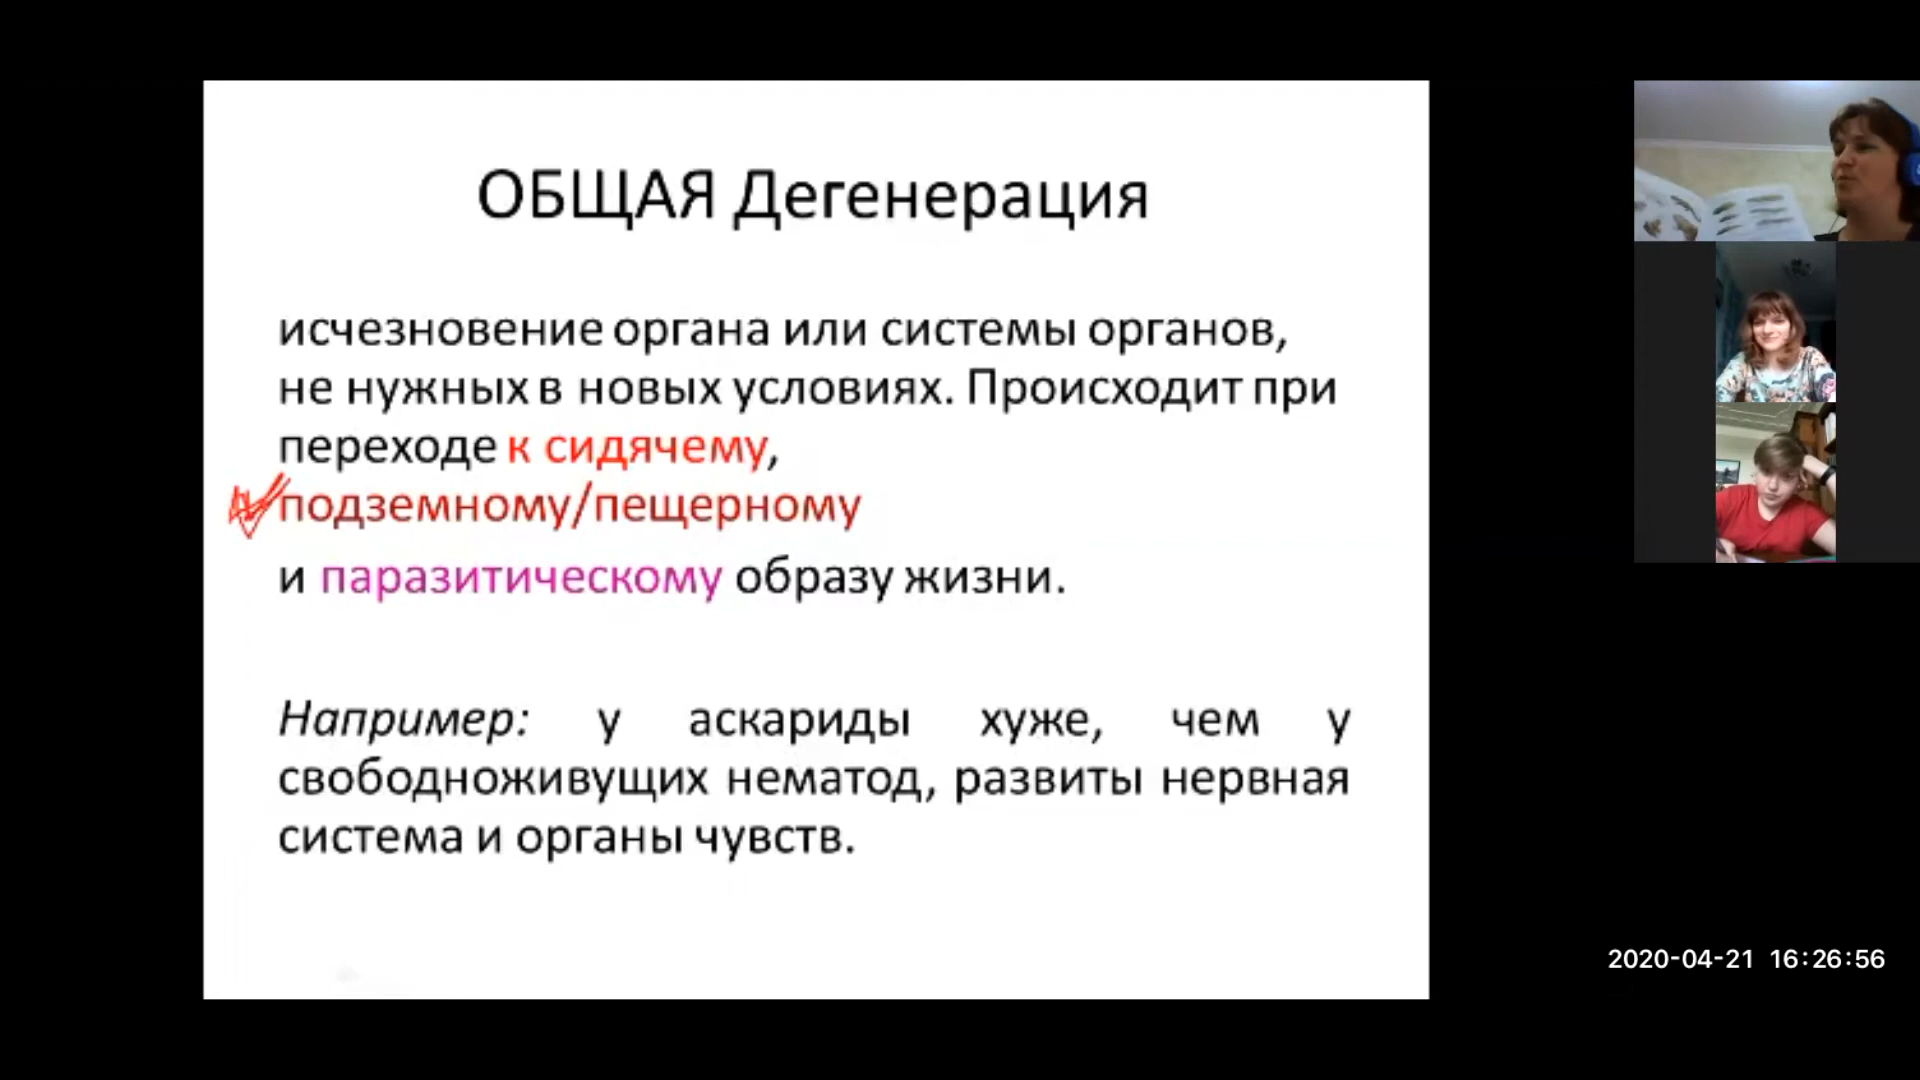 ОБЩАЯ Дегенерация
исчезновение органа или системы органов,
не нужных в новых условиях. Происходит при
переходе к сидячему,
подземному/пещерному
и паразитическому образу жизни.
Например: у аскариды хуже, чем у
свободноживущих нематод, развиты нервная
система и органы чувств.
2020-04-21 16:26:56